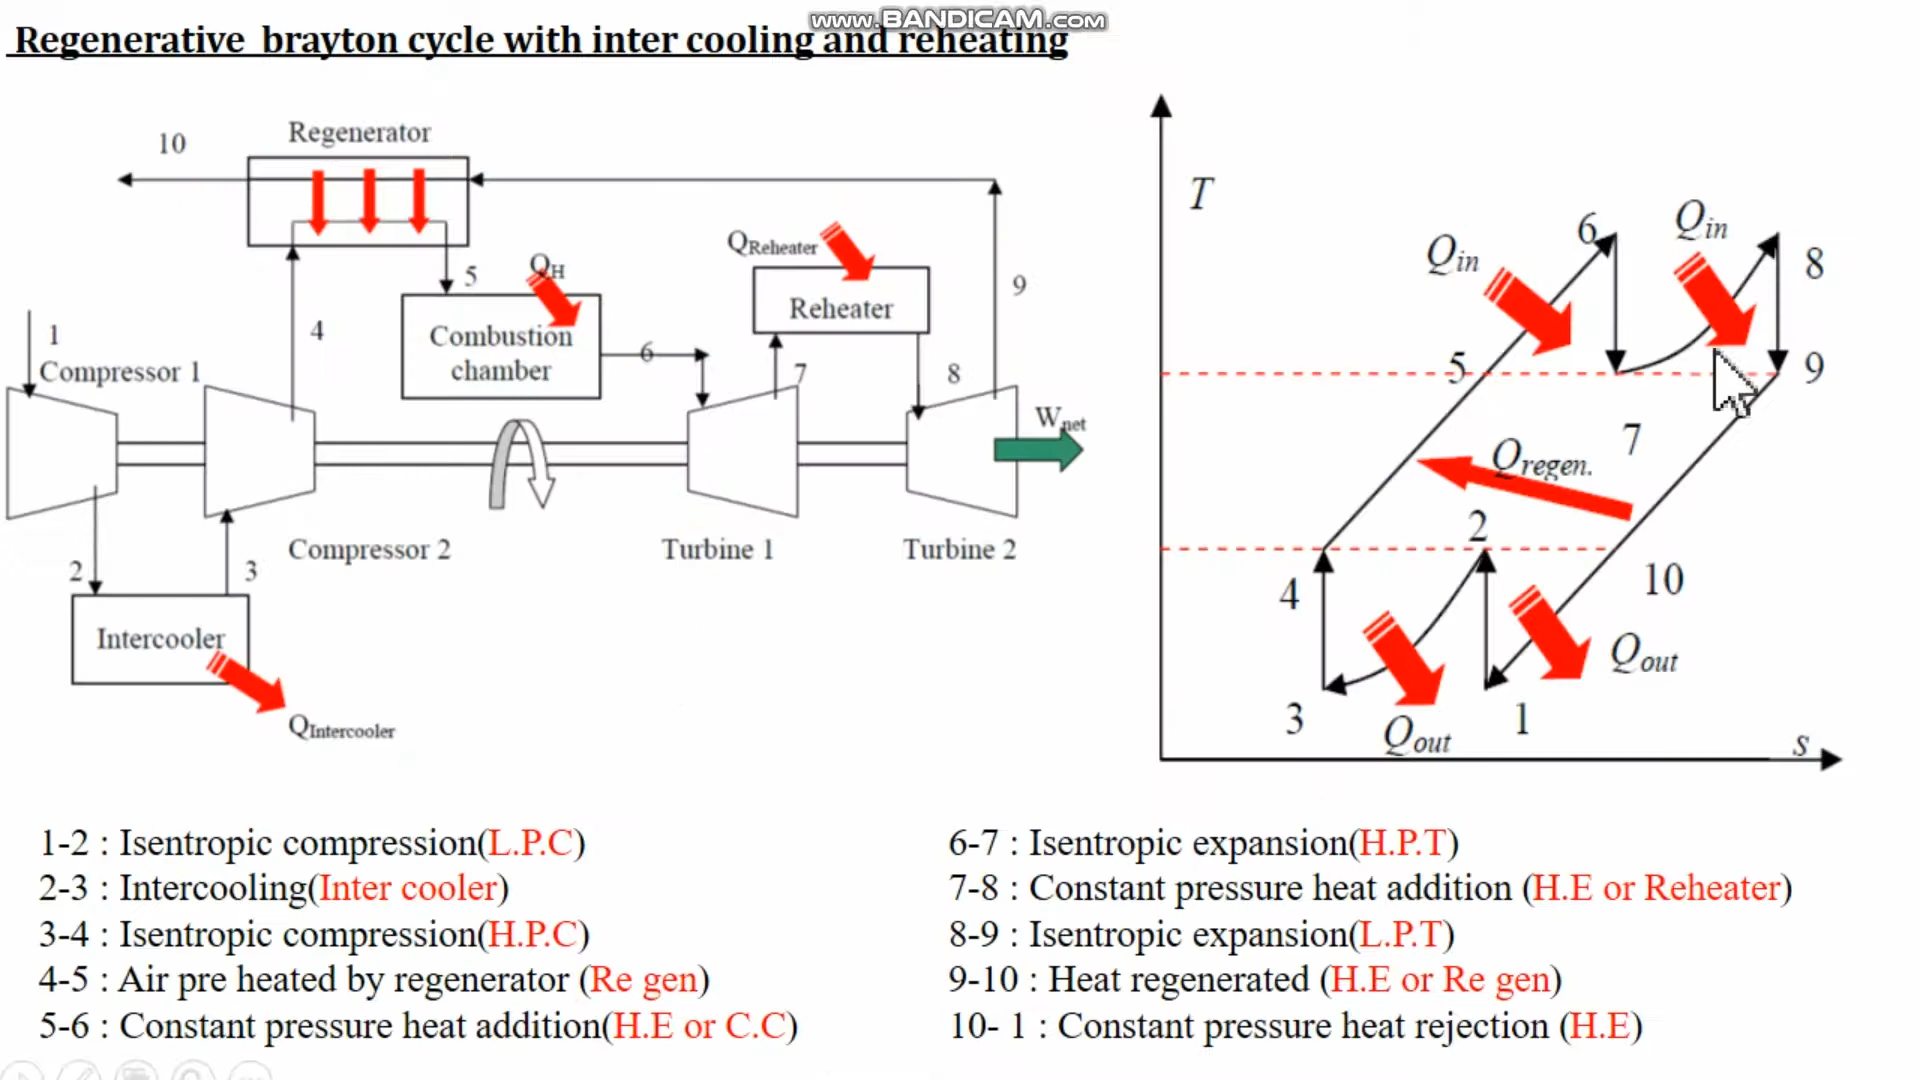 www.BANDICAM.com
Regenerative brayton cycle with inter cooling and reheating
10
Regenerator
5
QH
QReheater
Reheater
9
1
Compressor 1
4
Combustion
chamber
6
7
8
Wnet
2
3
Compressor 2
Turbine 1
Turbine 2
Intercooler
QIntercooler
T
Qin
6
Qin
8
5
9
7
Qregen.
2
4
10
Qout
3
Qout
1
s
1-2 : Isentropic compression(L.P.C)
2-3 : Intercooling(Inter cooler)
3-4 : Isentropic compression(H.P.C)
4-5 : Air pre heated by regenerator (Re gen)
5-6 : Constant pressure heat addition(H.E or C.C)
6-7 : Isentropic expansion(H.P.T)
7-8 : Constant pressure heat addition (H.E or Reheater)
8-9 : Isentropic expansion(L.P.T)
9-10 : Heat regenerated (H.E or Re gen)
10- 1 : Constant pressure heat rejection (H.E)